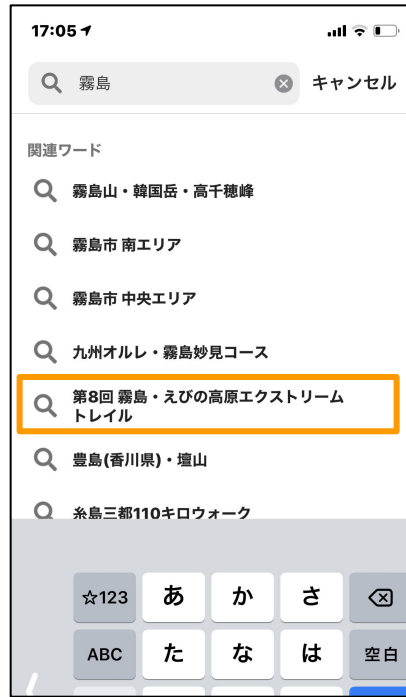 17:05
霧島
キャンセル
関連ワード
霧島山・韓国岳・高千穂峰
霧島市 南エリア
霧島市 中央エリア
九州オルレ・霧島妙見コース
第8回 霧島・えびの高原エクストリーム
トレイル
豊島(香川県)・壇山
糸島三都110キロウォーク
☆123 あ か さ
ABC た な は 空白